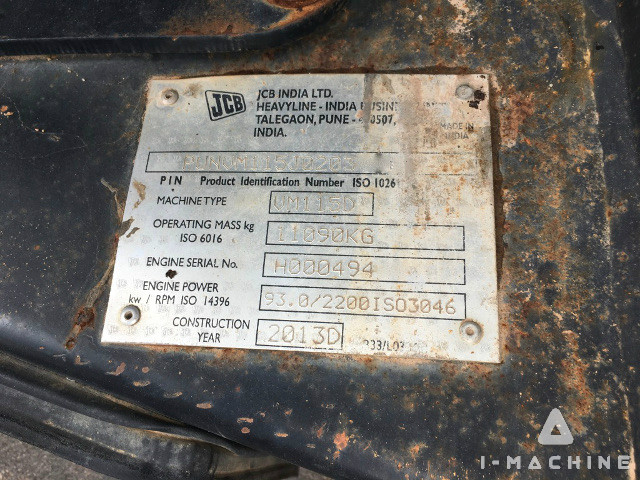 JCB
JCB INDIA LTD.
HEAVYLINE - INDIA
TALEGAON, PUNE -
INDIA.
MADE IN
INDIA
PIN Product Identification Number ISO 1026
MACHINE TYPE VM115D
OPERATING MASS kg 11090KG
ISO 6016
ENGINE SERIAL No. H000494
ENGINE POWER
kw / RPM ISO 14396 93.0/2200ISO3046
CONSTRUCTION
YEAR 2013D
I-MACHINE